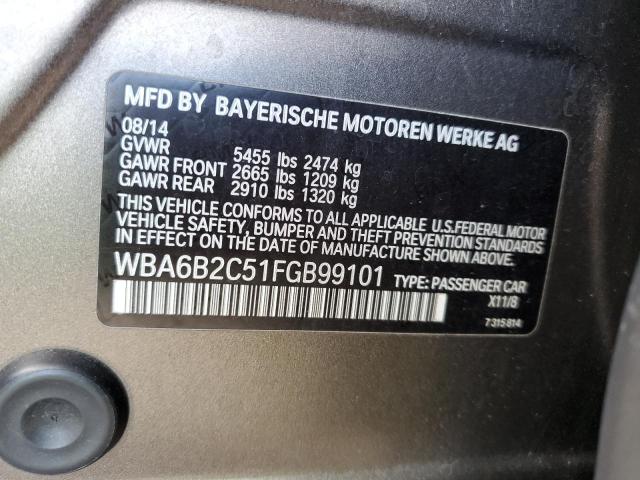 MFD BY BAYERISCHE MOTOREN WERKE AG
08/14
GVWR 5455 lbs 2474 kg
GAWR FRONT 2665 lbs 1209 kg
GAWR REAR 2910 lbs 1320 kg
THIS VEHICLE CONFORMS TO ALL APPLICABLE U.S.FEDERAL MOTOR
VEHICLE SAFETY, BUMPER AND THEFT PREVENTION STANDARDS
IN EFFECT ON THE DATE OF MANUFACTURE SHOWN ABOVE.
WBA6B2C51FGB99101 TYPE: PASSENGER CAR
X11/8
7315814